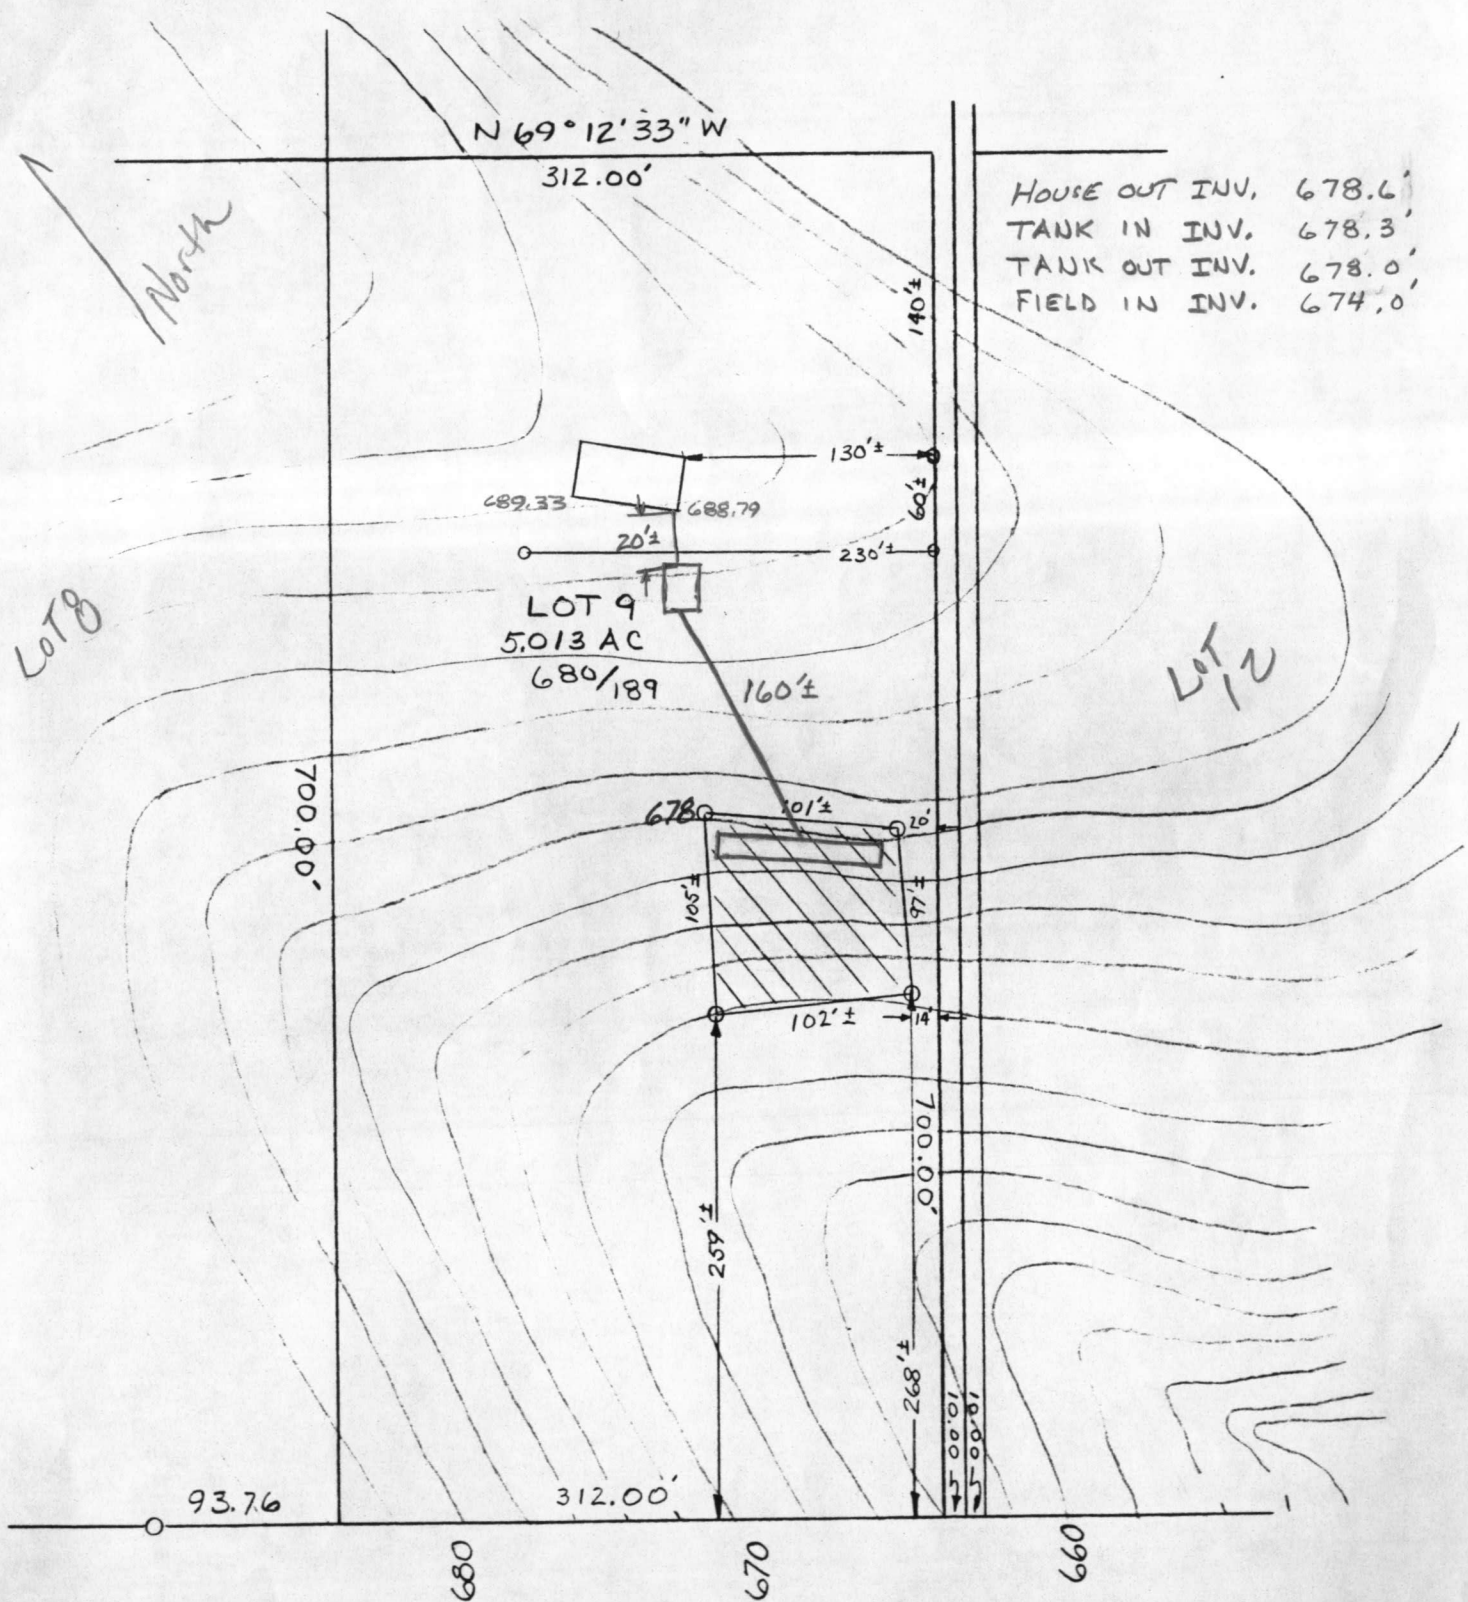 N 69°12'33" W
312.00'
HOUSE OUT INV. 678.6'
TANK IN INV. 678.3'
TANK OUT INV. 678.0'
FIELD IN INV. 674.0'
North
140'±
130'±
60'±
689.33
688.79
20'±
230'±
LOT 9
5.013 AC
680/189
LOT 8
LOT 12
160'±
700.00'
678
101'±
20'
105'±
97'±
102'±
14'
700.00'
259'±
268'±
10.00'
10.00'
93.76
312.00'
680
670
660